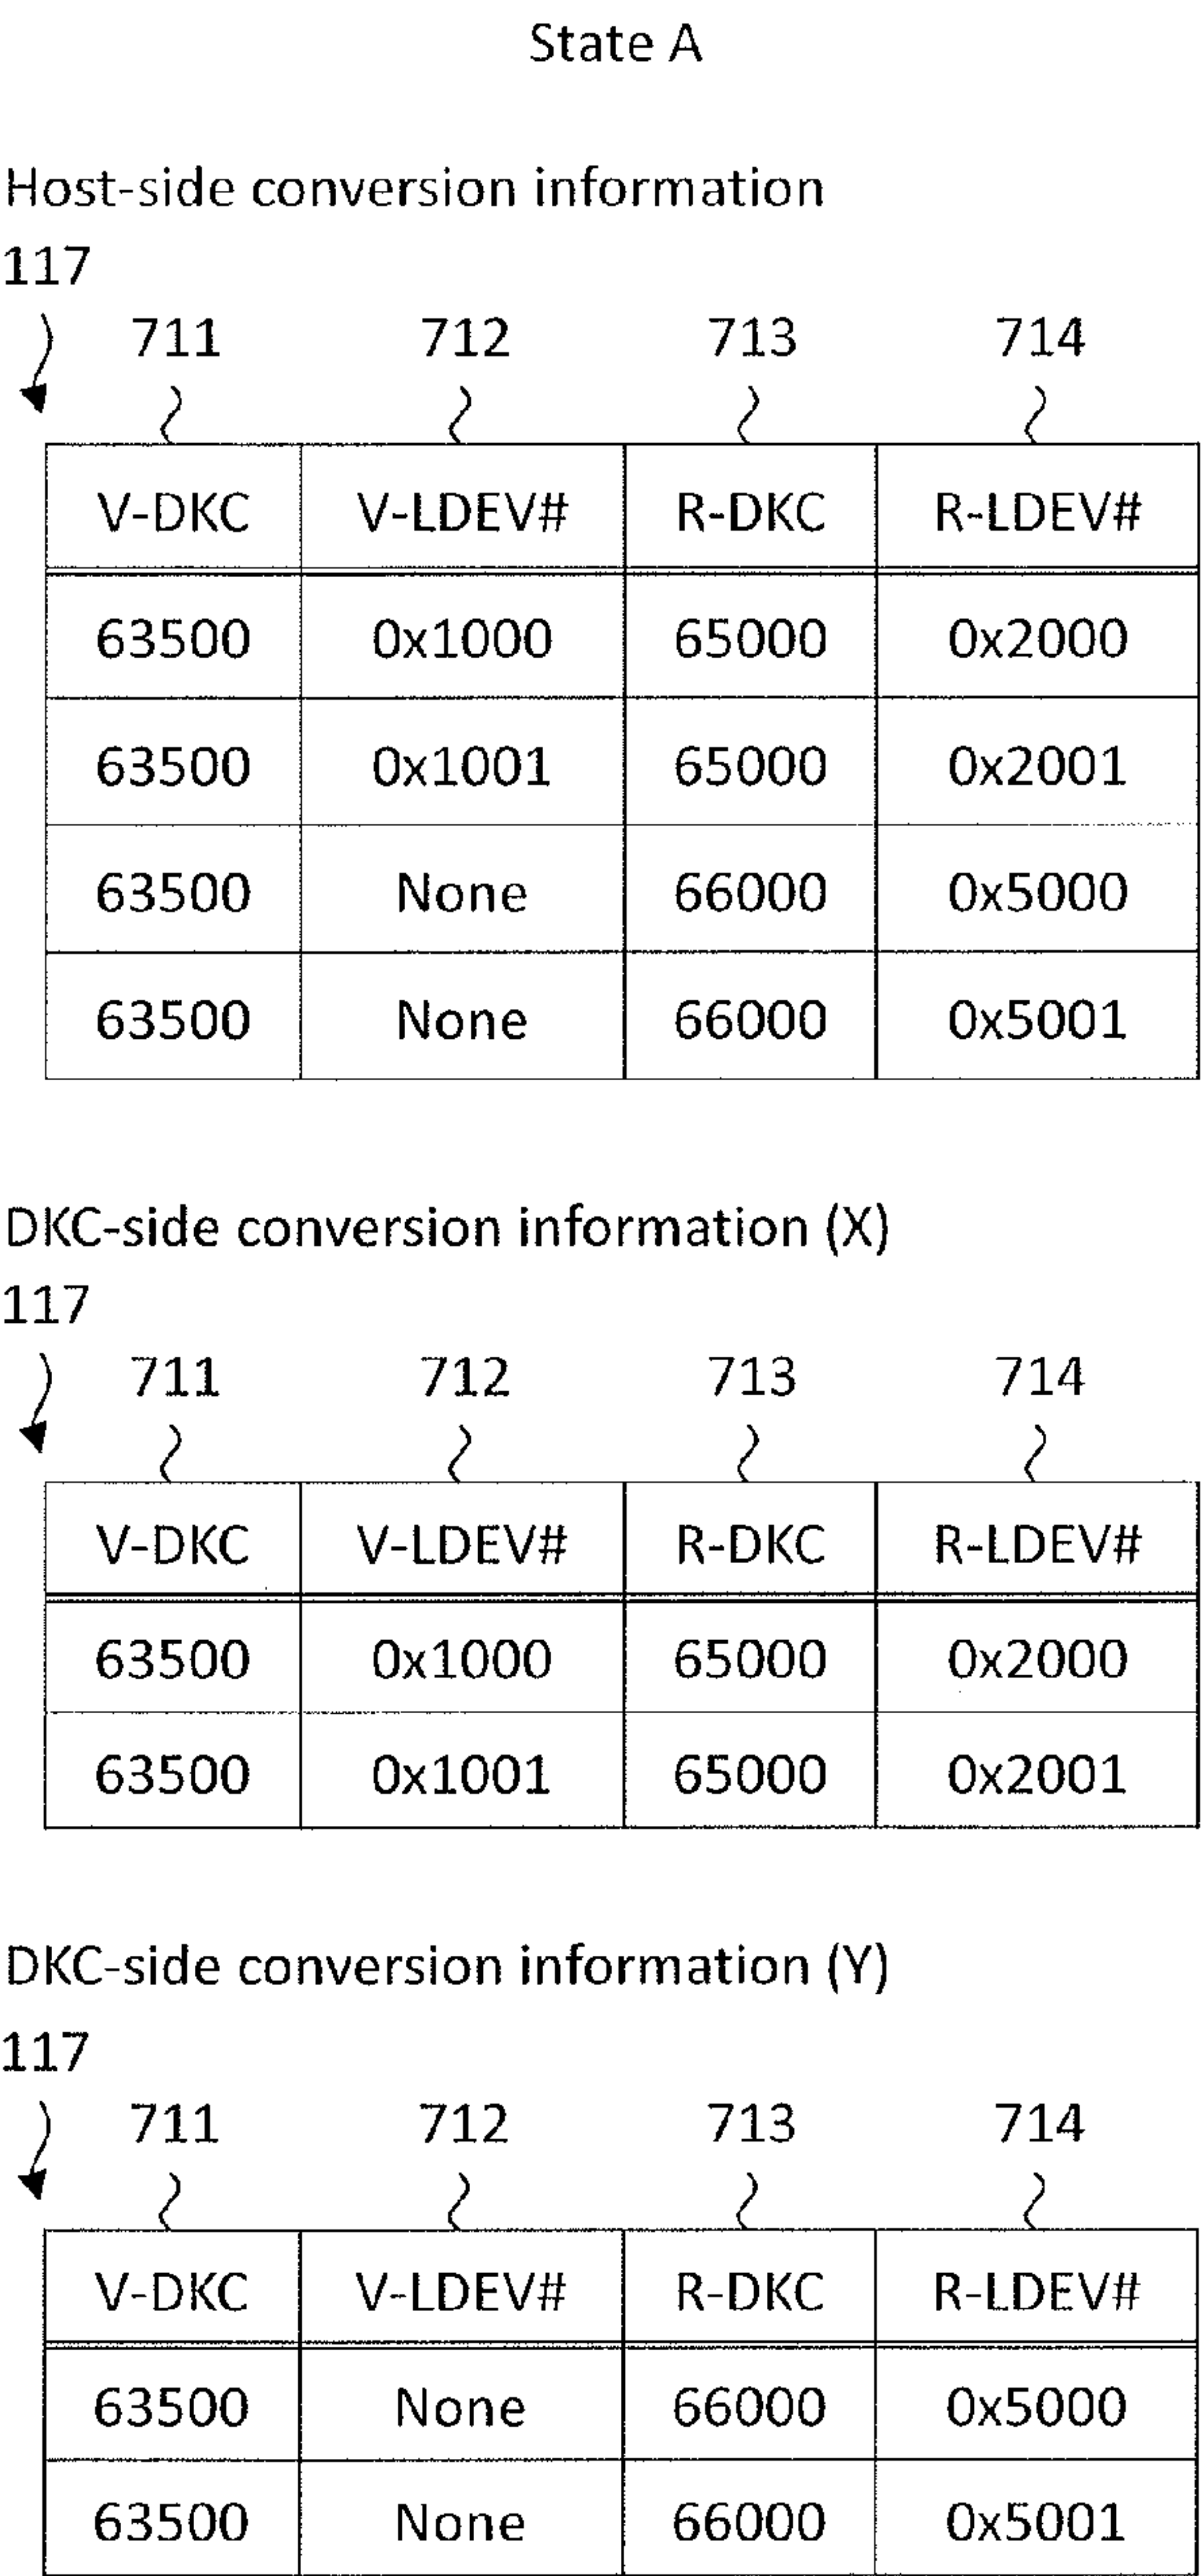 State A
Host-side conversion information
117
711 712 713 714
V-DKC V-LDEV# R-DKC R-LDEV#
63500 0x1000 65000 0x2000
63500 0x1001 65000 0x2001
63500 None 66000 0x5000
63500 None 66000 0x5001
DKC-side conversion information (X)
117
711 712 713 714
V-DKC V-LDEV# R-DKC R-LDEV#
63500 0x1000 65000 0x2000
63500 0x1001 65000 0x2001
DKC-side conversion information (Y)
117
711 712 713 714
V-DKC V-LDEV# R-DKC R-LDEV#
63500 None 66000 0x5000
63500 None 66000 0x5001